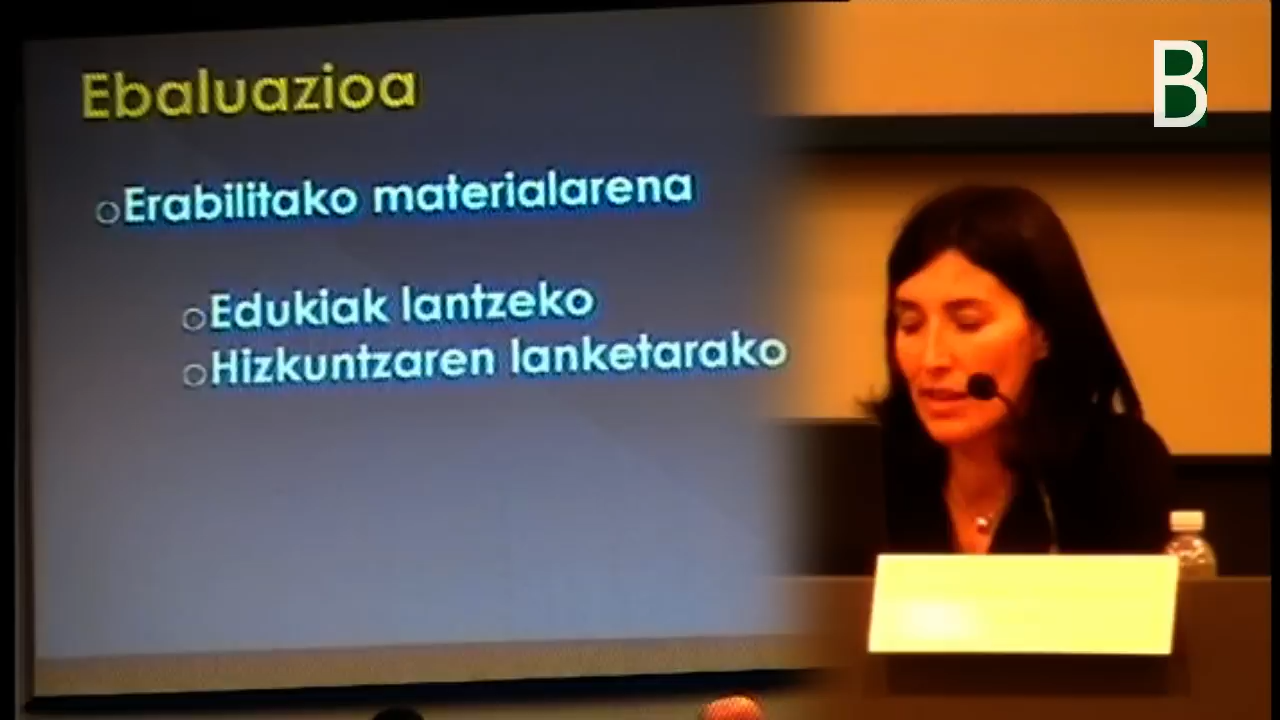 Ebaluazioa
Erabilitako materialarena
Edukiak lantzeko
Hizkuntzaren lanketarako
B